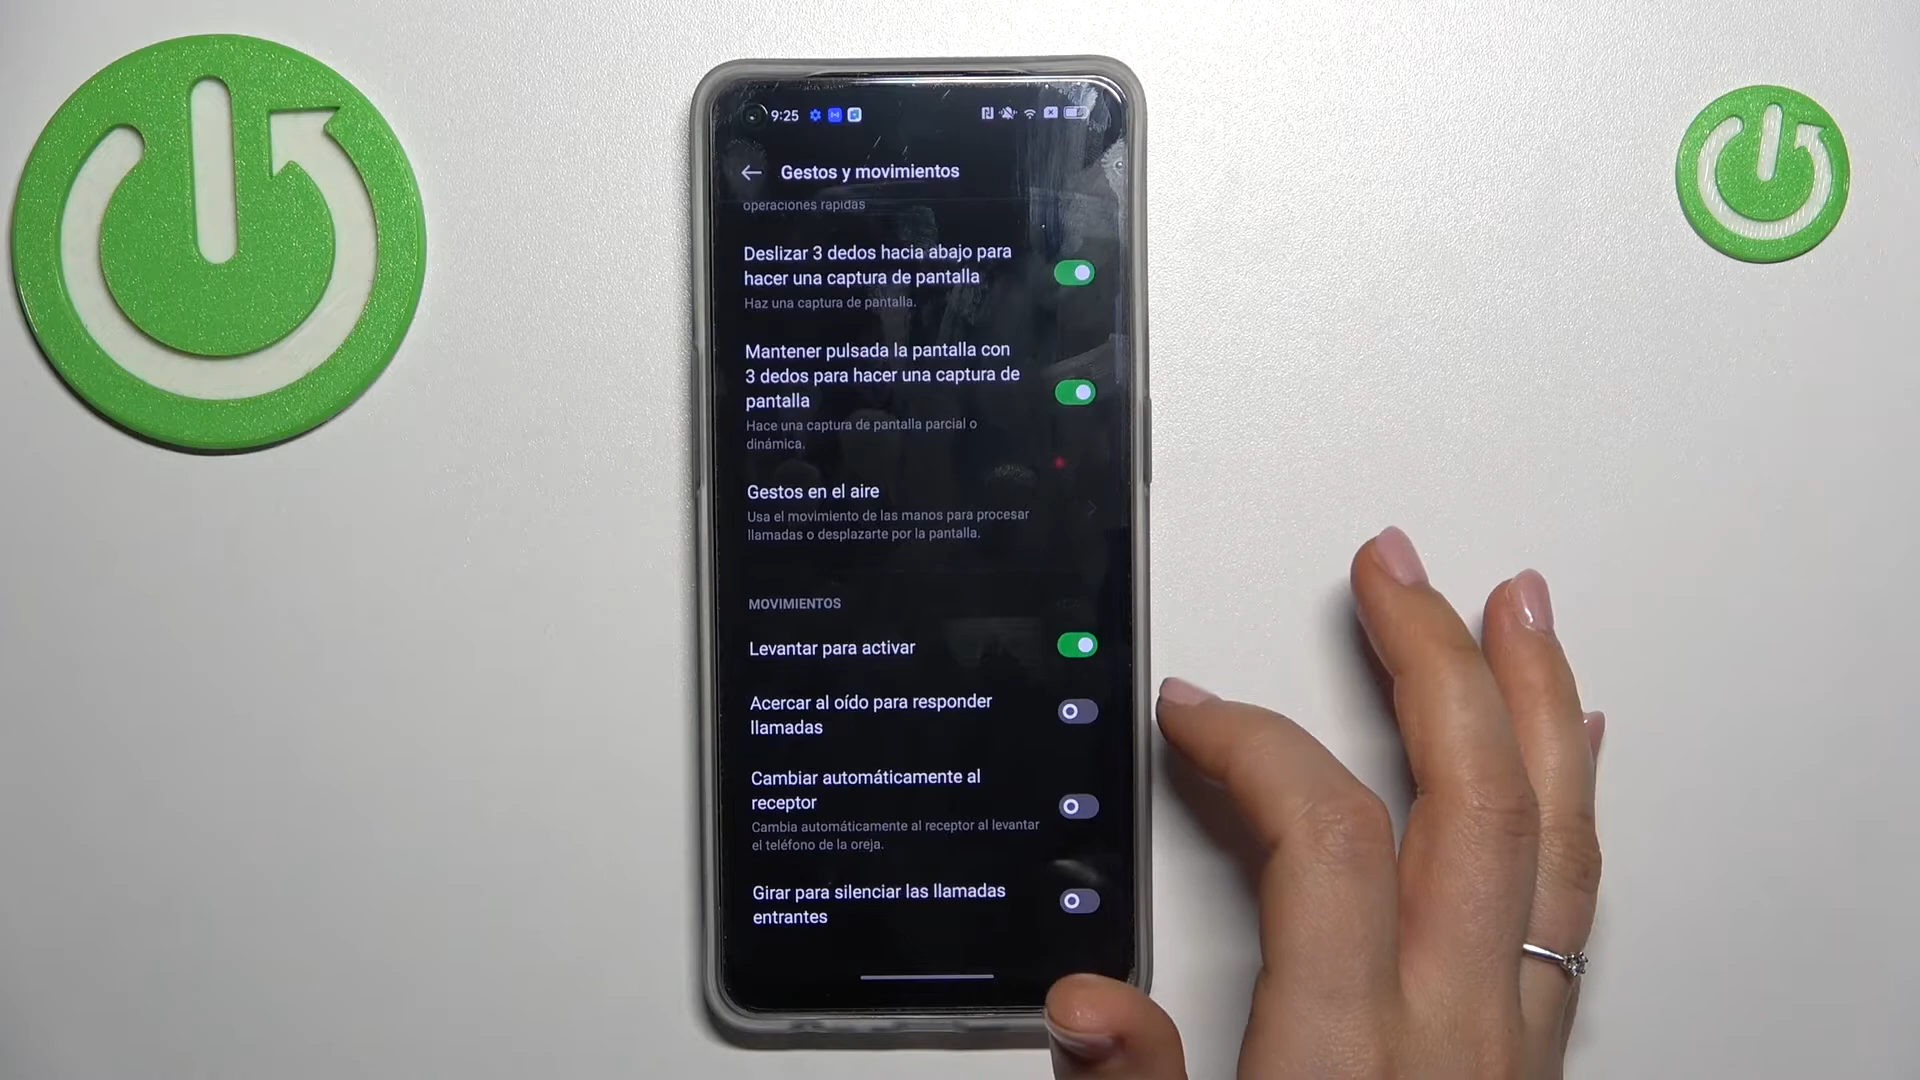 9:25
Gestos y movimientos
operaciones rápidas
Deslizar 3 dedos hacia abajo para
hacer una captura de pantalla
Haz una captura de pantalla.
Mantener pulsada la pantalla con
3 dedos para hacer una captura de
pantalla
Hace una captura de pantalla parcial o
dinámica.
Gestos en el aire
Usa el movimiento de las manos para procesar
llamadas o desplazarte por la pantalla.
MOVIMIENTOS
Levantar para activar
Acercar al oído para responder
llamadas
Cambiar automáticamente al
receptor
Cambia automáticamente al receptor al levantar
el teléfono de la oreja.
Girar para silenciar las llamadas
entrantes